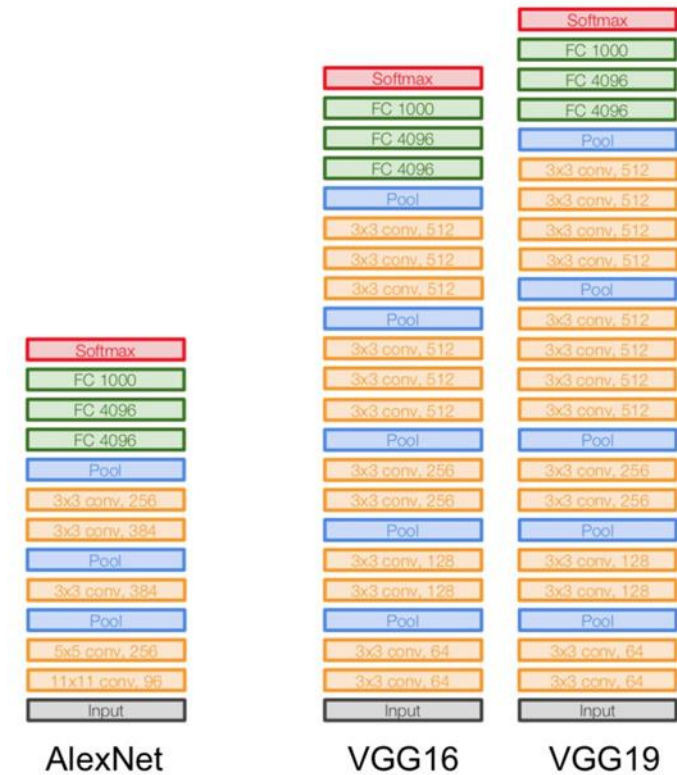 Softmax
FC 1000
FC 4096
FC 4096
Pool
3x3 conv, 256
3x3 conv, 384
Pool
3x3 conv, 384
Pool
5x5 conv, 256
11x11 conv, 96
Input
AlexNet
Softmax
FC 1000
FC 4096
FC 4096
Pool
3x3 conv, 512
3x3 conv, 512
3x3 conv, 512
Pool
3x3 conv, 512
3x3 conv, 512
3x3 conv, 512
Pool
3x3 conv, 256
3x3 conv, 256
Pool
3x3 conv, 128
3x3 conv, 128
Pool
3x3 conv, 64
3x3 conv, 64
Input
VGG16
Softmax
FC 1000
FC 4096
FC 4096
Pool
3x3 conv, 512
3x3 conv, 512
3x3 conv, 512
3x3 conv, 512
Pool
3x3 conv, 512
3x3 conv, 512
3x3 conv, 512
3x3 conv, 512
Pool
3x3 conv, 256
3x3 conv, 256
Pool
3x3 conv, 128
3x3 conv, 128
Pool
3x3 conv, 64
3x3 conv, 64
Input
VGG19